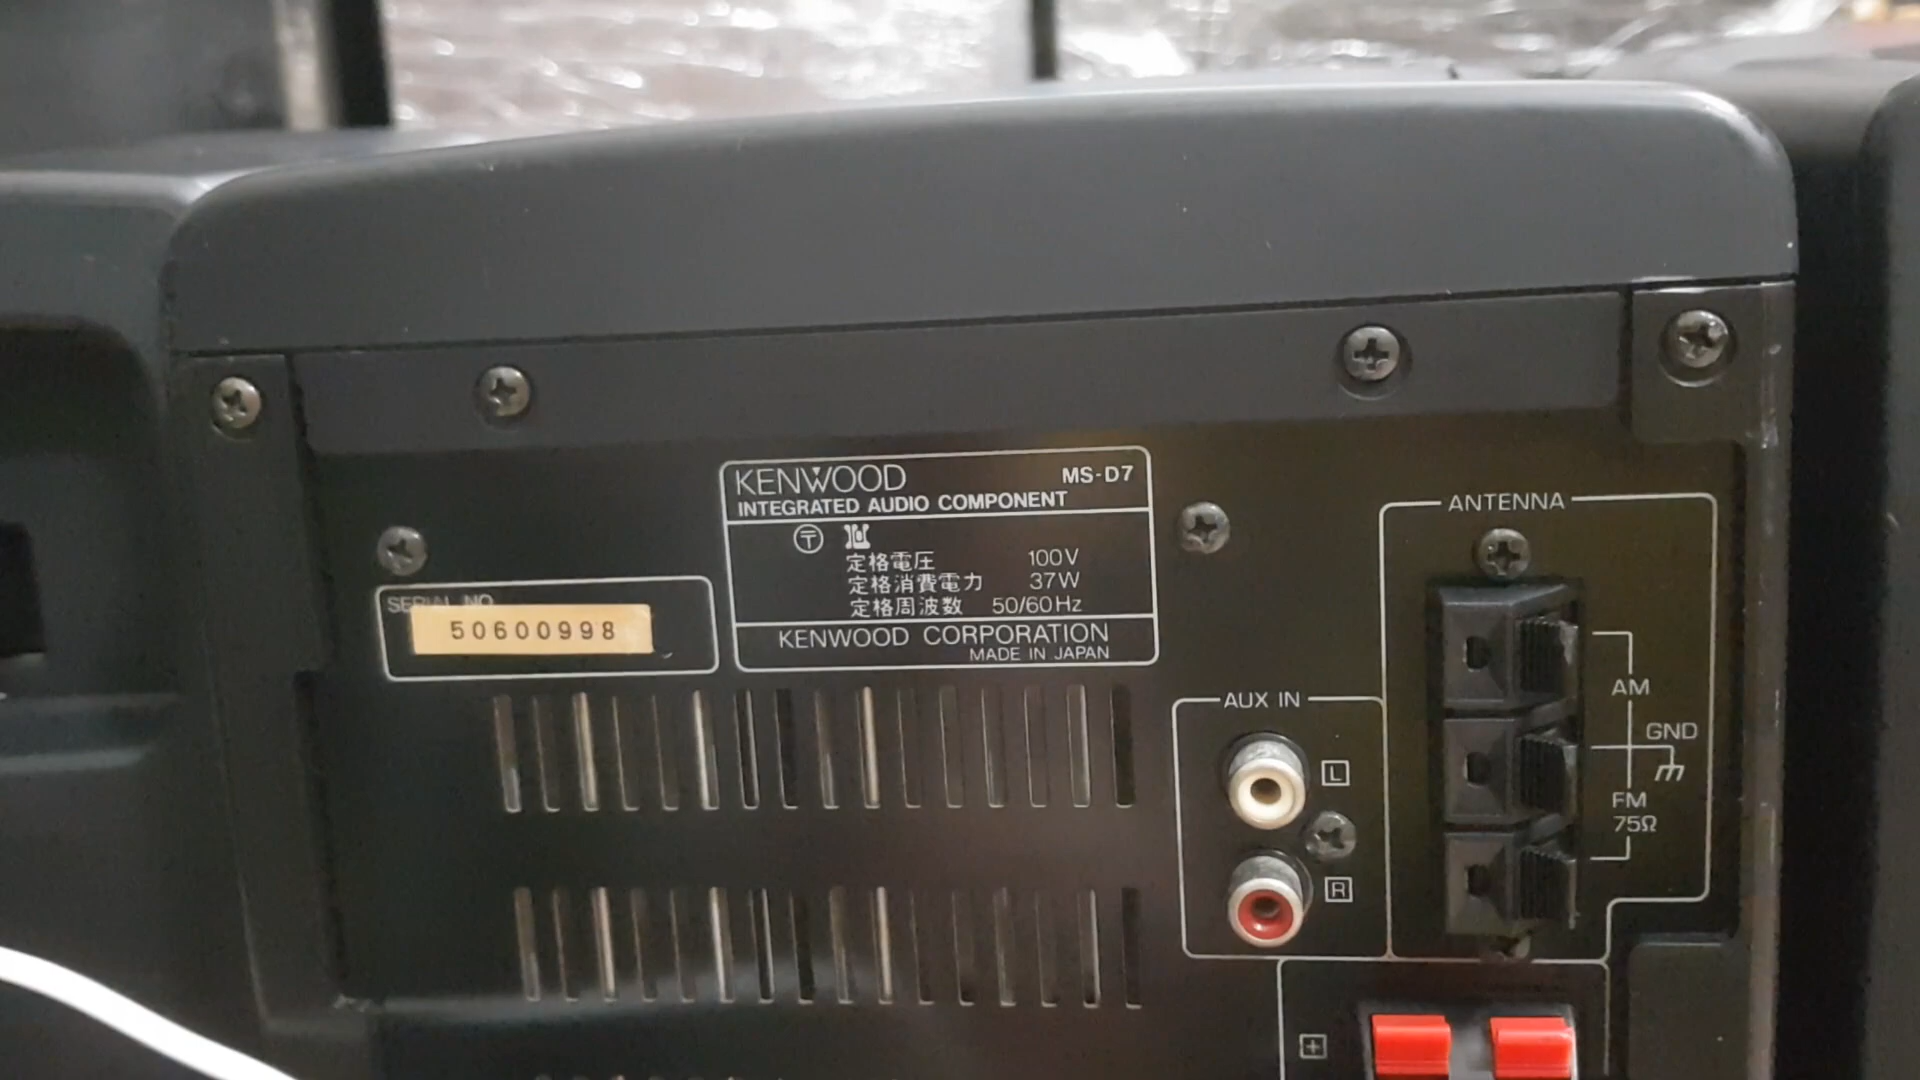 KENWOOD MS-D7
INTEGRATED AUDIO COMPONENT
定格電圧 100V
定格消費電力 37W
定格周波数 50/60Hz
KENWOOD CORPORATION
MADE IN JAPAN
SERIAL NO
50600998
ANTENNA
AM
GND
FM
75Ω
AUX IN
L
R
+